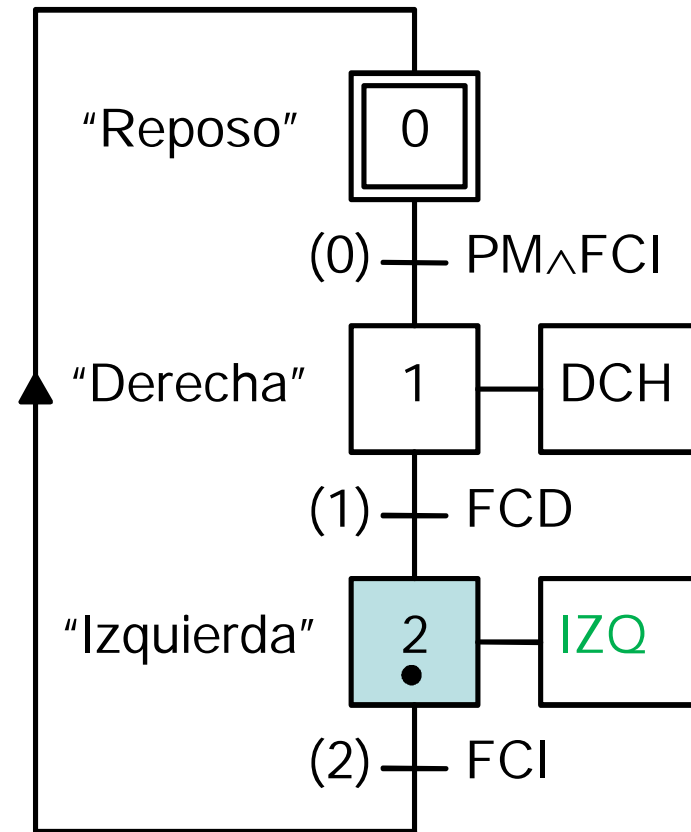 “Reposo” 0
(0) PM∧FCI
“Derecha” 1 DCH
(1) FCD
“Izquierda” 2 IZQ
(2) FCI